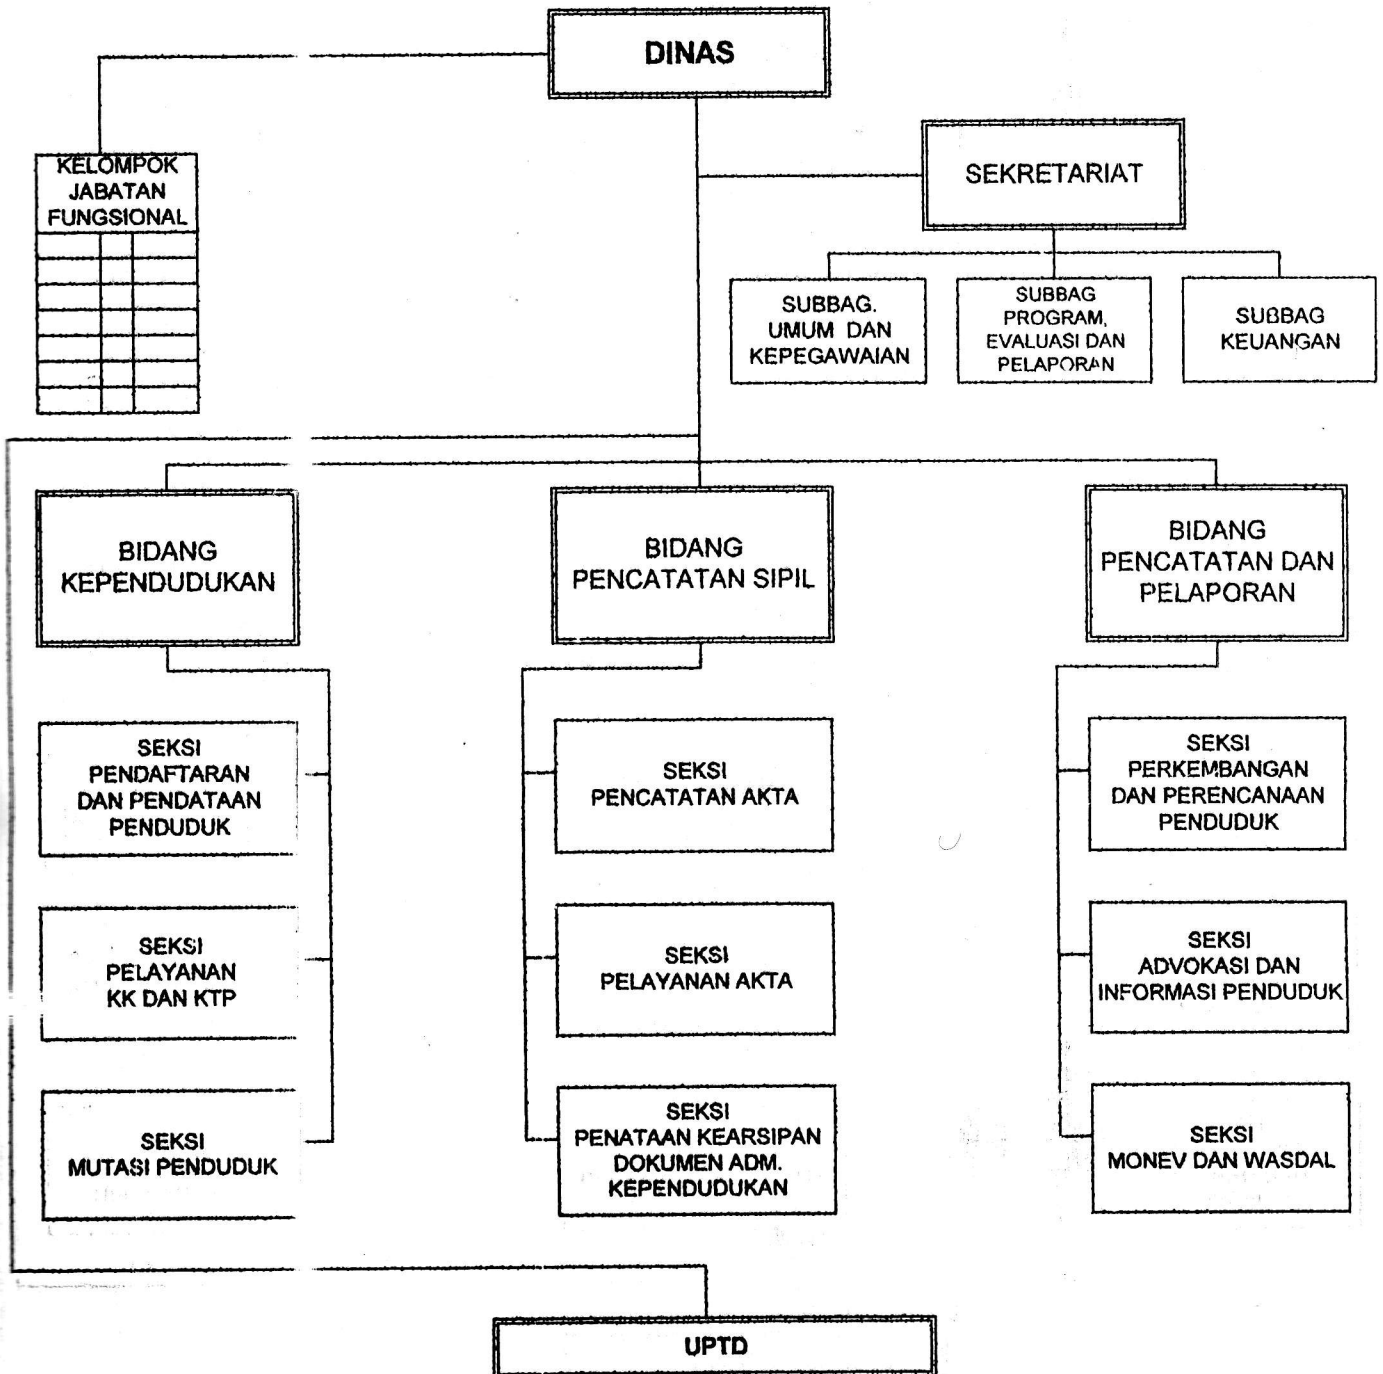 DINAS
KELOMPOK
JABATAN
FUNGSIONAL
SEKRETARIAT
SUBBAG.
UMUM DAN
KEPEGAWAIAN
SUBBAG
PROGRAM,
EVALUASI DAN
PELAPORAN
SUBBAG
KEUANGAN
BIDANG
KEPENDUDUKAN
BIDANG
PENCATATAN SIPIL
BIDANG
PENCATATAN DAN
PELAPORAN
SEKSI
PENDAFTARAN
DAN PENDATAAN
PENDUDUK
SEKSI
PENCATATAN AKTA
SEKSI
PERKEMBANGAN
DAN PERENCANAAN
PENDUDUK
SEKSI
PELAYANAN
KK DAN KTP
SEKSI
PELAYANAN AKTA
SEKSI
ADVOKASI DAN
INFORMASI PENDUDUK
SEKSI
MUTASI PENDUDUK
SEKSI
PENATAAN KEARSIPAN
DOKUMEN ADM.
KEPENDUDUKAN
SEKSI
MONEV DAN WASDAL
UPTD